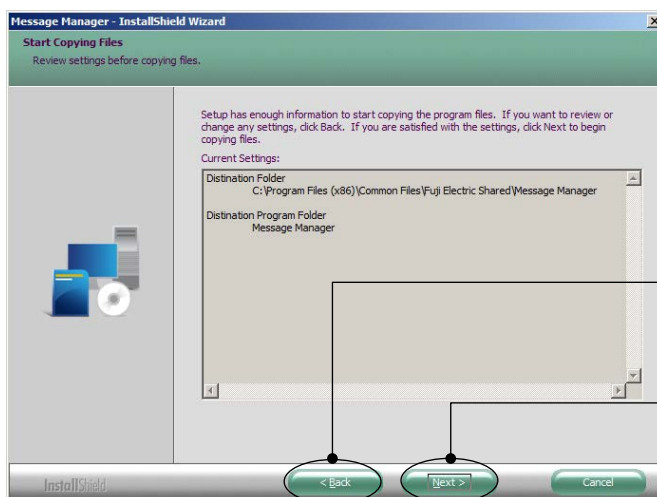 Message Manager - InstallShield Wizard
Start Copying Files
Review settings before copying files.
Setup has enough information to start copying the program files. If you want to review or
change any settings, click Back. If you are satisfied with the settings, click Next to begin
copying files.
Current Settings:
Distination Folder
C:\Program Files (x86)\Common Files\Fuji Electric Shared\Message Manager
Distination Program Folder
Message Manager
InstallShield
< Back
Next >
Cancel